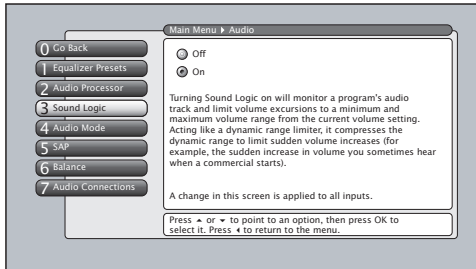 Main Menu ▸ Audio
0 Go Back
1 Equalizer Presets
2 Audio Processor
3 Sound Logic
4 Audio Mode
5 SAP
6 Balance
7 Audio Connections
Off
On
Turning Sound Logic on will monitor a program's audio
track and limit volume excursions to a minimum and
maximum volume range from the current volume setting.
Acting like a dynamic range limiter, it compresses the
dynamic range to limit sudden volume increases (for
example, the sudden increase in volume you sometimes hear
when a commercial starts).
A change in this screen is applied to all inputs.
Press ▲ or ▼ to point to an option, then press OK to
select it. Press ◂ to return to the menu.